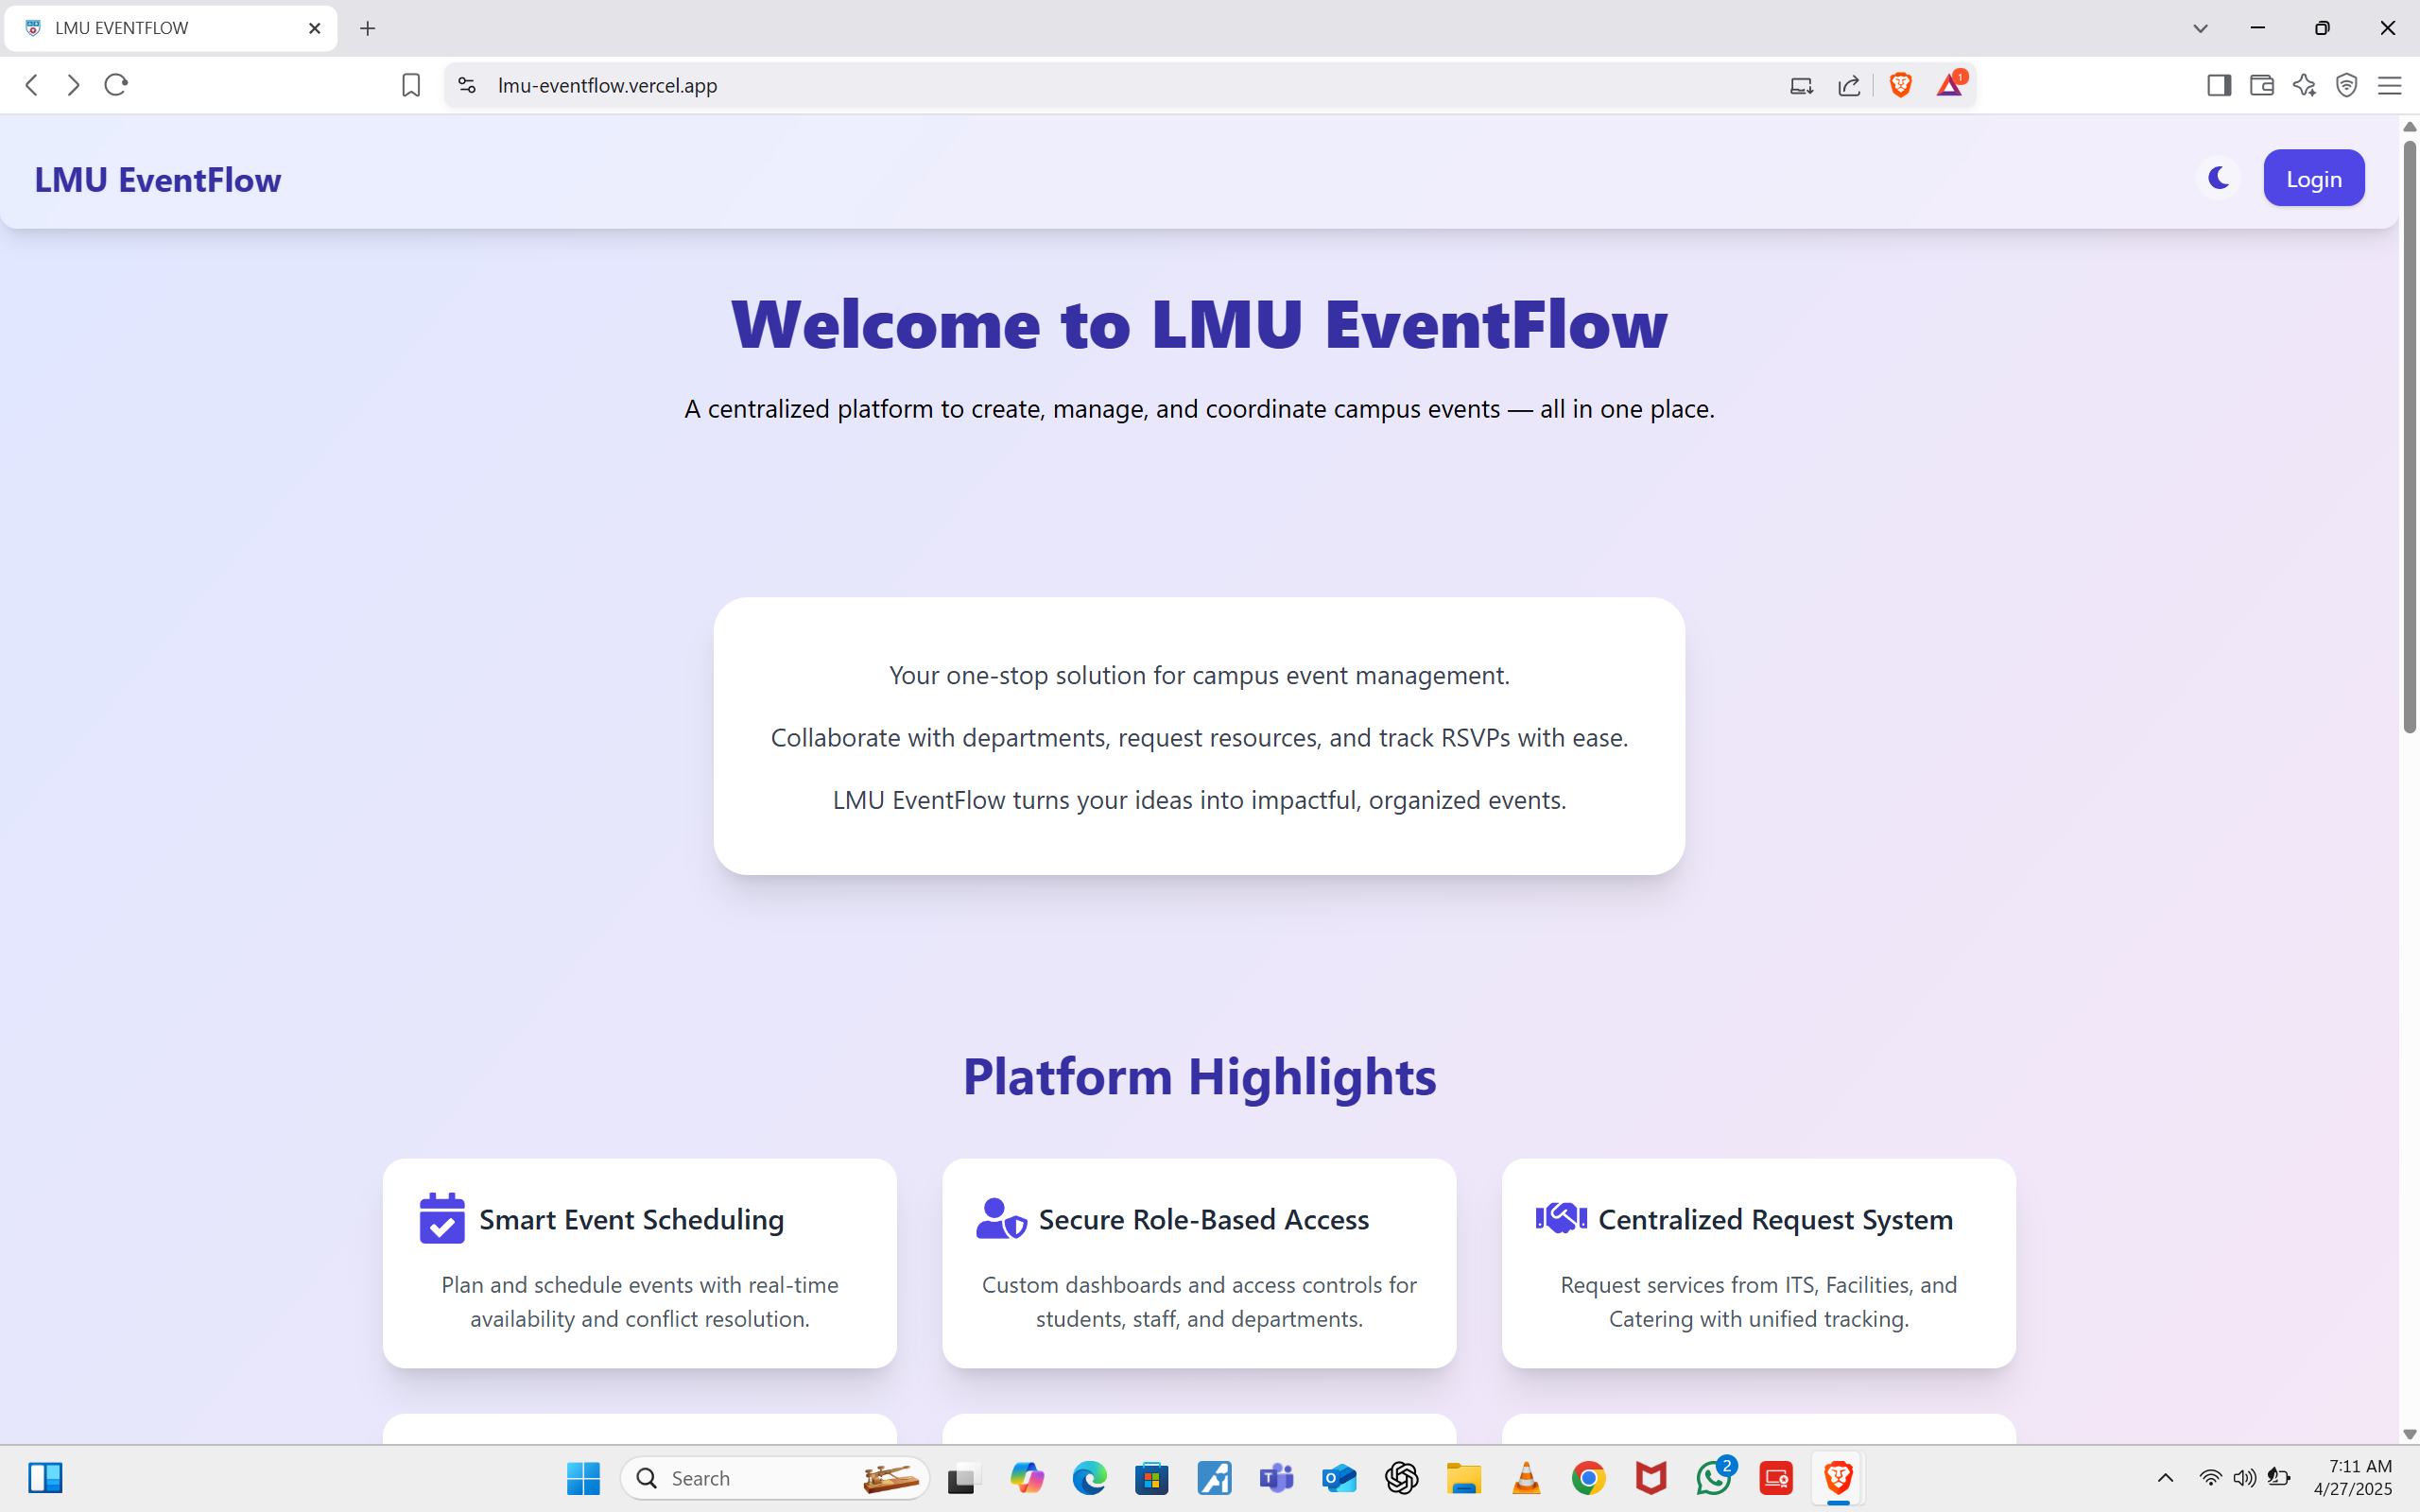 LMU EVENTFLOW
lmu-eventflow.vercel.app
1
LMU EventFlow
Login
Welcome to LMU EventFlow
A centralized platform to create, manage, and coordinate campus events — all in one place.
Your one-stop solution for campus event management.
Collaborate with departments, request resources, and track RSVPs with ease.
LMU EventFlow turns your ideas into impactful, organized events.
Platform Highlights
Smart Event Scheduling
Plan and schedule events with real-time
availability and conflict resolution.
Secure Role-Based Access
Custom dashboards and access controls for
students, staff, and departments.
Centralized Request System
Request services from ITS, Facilities, and
Catering with unified tracking.
Search
2
7:11 AM
4/27/2025